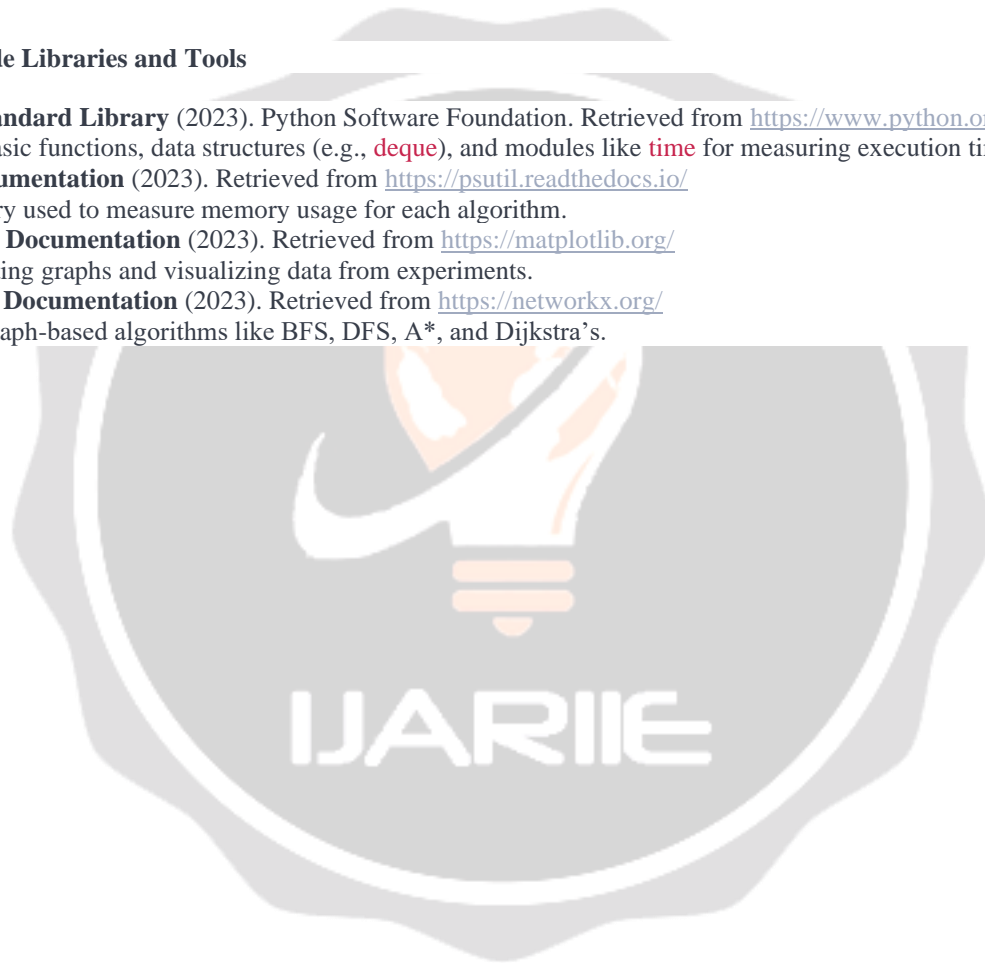 de Libraries and Tools
andard Library (2023). Python Software Foundation. Retrieved from https://www.python.or
asic functions, data structures (e.g., deque), and modules like time for measuring execution ti
umentation (2023). Retrieved from https://psutil.readthedocs.io/
ry used to measure memory usage for each algorithm.
Documentation (2023). Retrieved from https://matplotlib.org/
ing graphs and visualizing data from experiments.
Documentation (2023). Retrieved from https://networkx.org/
raph-based algorithms like BFS, DFS, A*, and Dijkstra’s.
IJARIIE